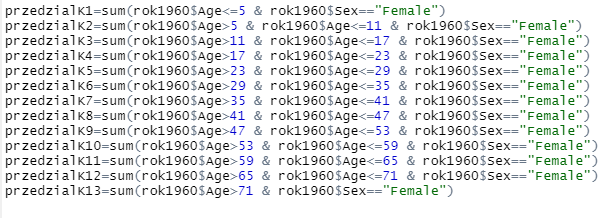 przedzialK1=sum(rok1960$Age<=5 & rok1960$Sex=="Female")
przedzialK2=sum(rok1960$Age>5 & rok1960$Age<=11 & rok1960$Sex=="Female")
przedzialK3=sum(rok1960$Age>11 & rok1960$Age<=17 & rok1960$Sex=="Female")
przedzialK4=sum(rok1960$Age>17 & rok1960$Age<=23 & rok1960$Sex=="Female")
przedzialK5=sum(rok1960$Age>23 & rok1960$Age<=29 & rok1960$Sex=="Female")
przedzialK6=sum(rok1960$Age>29 & rok1960$Age<=35 & rok1960$Sex=="Female")
przedzialK7=sum(rok1960$Age>35 & rok1960$Age<=41 & rok1960$Sex=="Female")
przedzialK8=sum(rok1960$Age>41 & rok1960$Age<=47 & rok1960$Sex=="Female")
przedzialK9=sum(rok1960$Age>47 & rok1960$Age<=53 & rok1960$Sex=="Female")
przedzialK10=sum(rok1960$Age>53 & rok1960$Age<=59 & rok1960$Sex=="Female")
przedzialK11=sum(rok1960$Age>59 & rok1960$Age<=65 & rok1960$Sex=="Female")
przedzialK12=sum(rok1960$Age>65 & rok1960$Age<=71 & rok1960$Sex=="Female")
przedzialK13=sum(rok1960$Age>71 & rok1960$Sex=="Female")